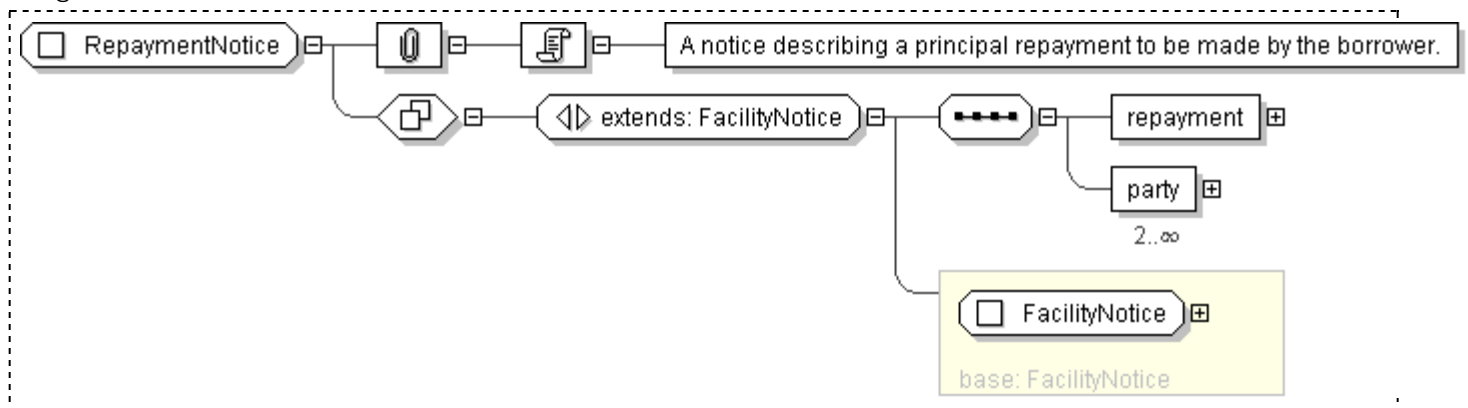 RepaymentNotice
A notice describing a principal repayment to be made by the borrower.
extends: FacilityNotice
repayment
party
2..∞
FacilityNotice
base: FacilityNotice